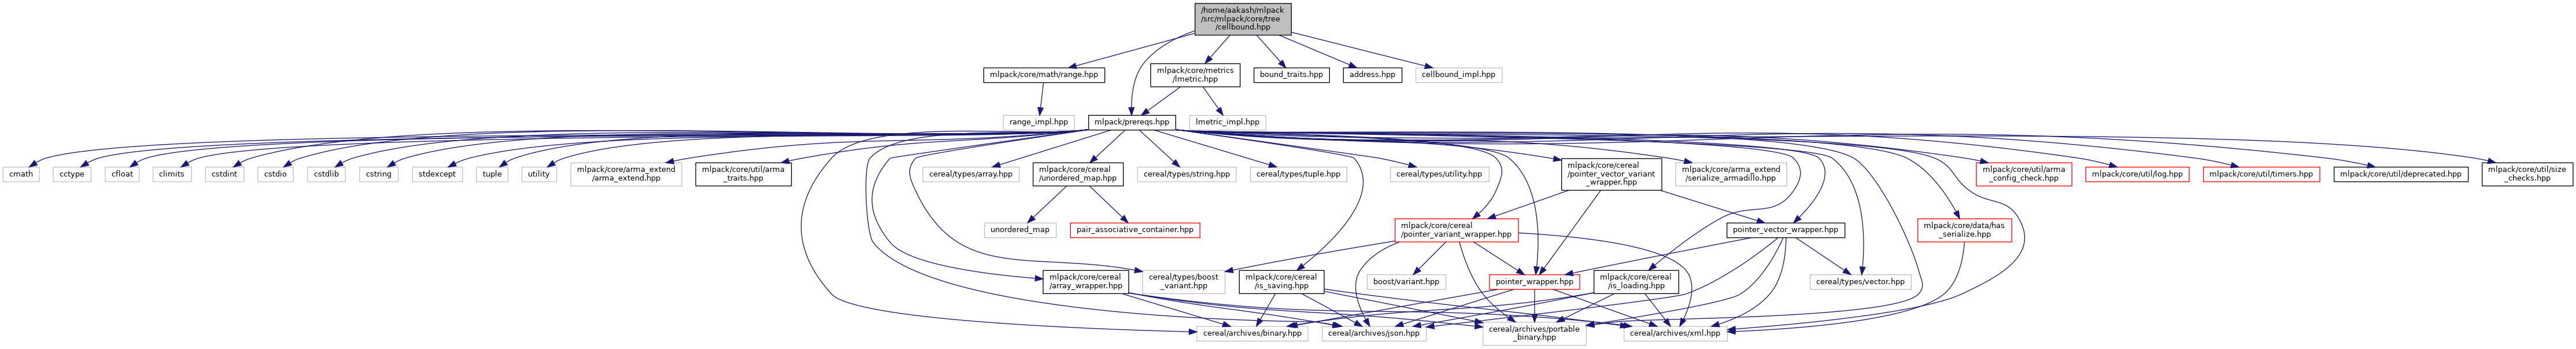 /home/aakash/mlpack
/src/mlpack/core/tree
/cellbound.hpp
mlpack/core/math/range.hpp
mlpack/core/metrics
/lmetric.hpp
bound_traits.hpp
address.hpp
cellbound_impl.hpp
range_impl.hpp
mlpack/prereqs.hpp
lmetric_impl.hpp
cmath
cctype
cfloat
climits
cstdint
cstdio
cstdlib
cstring
stdexcept
tuple
utility
mlpack/core/arma_extend
/arma_extend.hpp
mlpack/core/util/arma
_traits.hpp
cereal/types/array.hpp
mlpack/core/cereal
/unordered_map.hpp
cereal/types/string.hpp
cereal/types/tuple.hpp
cereal/types/utility.hpp
mlpack/core/cereal
/pointer_vector_variant
_wrapper.hpp
mlpack/core/arma_extend
/serialize_armadillo.hpp
mlpack/core/util/arma
_config_check.hpp
mlpack/core/util/log.hpp
mlpack/core/util/timers.hpp
mlpack/core/util/deprecated.hpp
mlpack/core/util/size
_checks.hpp
unordered_map
pair_associative_container.hpp
mlpack/core/cereal
/pointer_variant_wrapper.hpp
pointer_vector_wrapper.hpp
mlpack/core/data/has
_serialize.hpp
mlpack/core/cereal
/array_wrapper.hpp
cereal/types/boost
_variant.hpp
mlpack/core/cereal
/is_saving.hpp
boost/variant.hpp
pointer_wrapper.hpp
mlpack/core/cereal
/is_loading.hpp
cereal/types/vector.hpp
cereal/archives/binary.hpp
cereal/archives/json.hpp
cereal/archives/portable
_binary.hpp
cereal/archives/xml.hpp